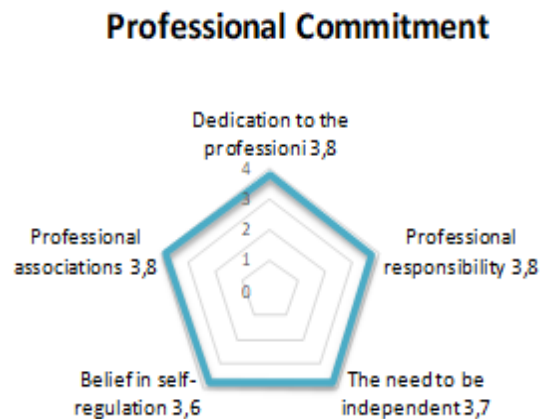 Professional Commitment
Dedication to the
professioni 3,8
4
3
2
1
0
Professional
associations 3,8
Professional
responsibility 3,8
Belief in self-
regulation 3,6
The need to be
independent 3,7